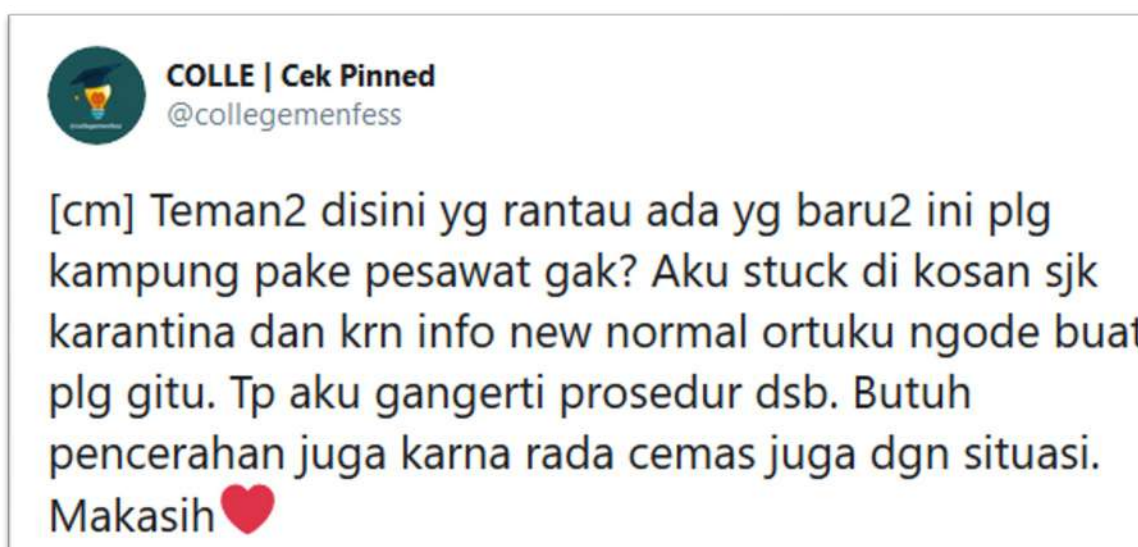 COLLE | Cek Pinned
@collegemenfess
[cm] Teman2 disini yg rantau ada yg baru2 ini plg
kampung pake pesawat gak? Aku stuck di kosan sjk
karantina dan krn info new normal ortuku ngode buat
plg gitu. Tp aku gangerti prosedur dsb. Butuh
pencerahan juga karna rada cemas juga dgn situasi.
Makasih❤️